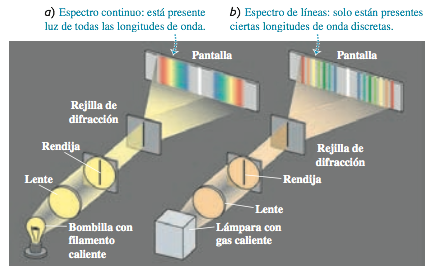 a) Espectro continuo: está presente
luz de todas las longitudes de onda.
b) Espectro de líneas: solo están presentes
ciertas longitudes de onda discretas.
Pantalla
Rejilla de
difracción
Rendija
Lente
Bombilla con
filamento
caliente
Pantalla
Rejilla de
difracción
Rendija
Lente
Lámpara con
gas caliente